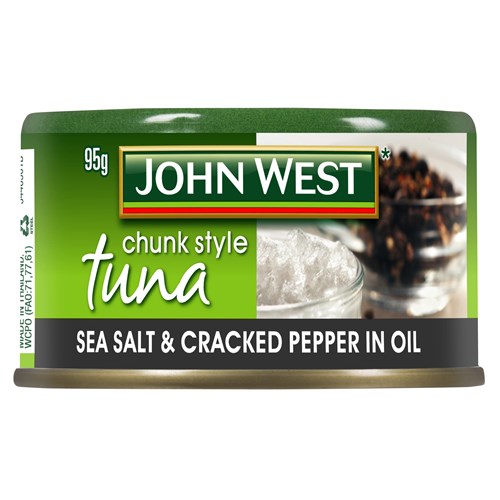 95g
JOHN WEST*
chunk style
tuna
SEA SALT & CRACKED PEPPER IN OIL
MADE IN THAILAND.
WCPO (FAO:71,77,61)
STEEL